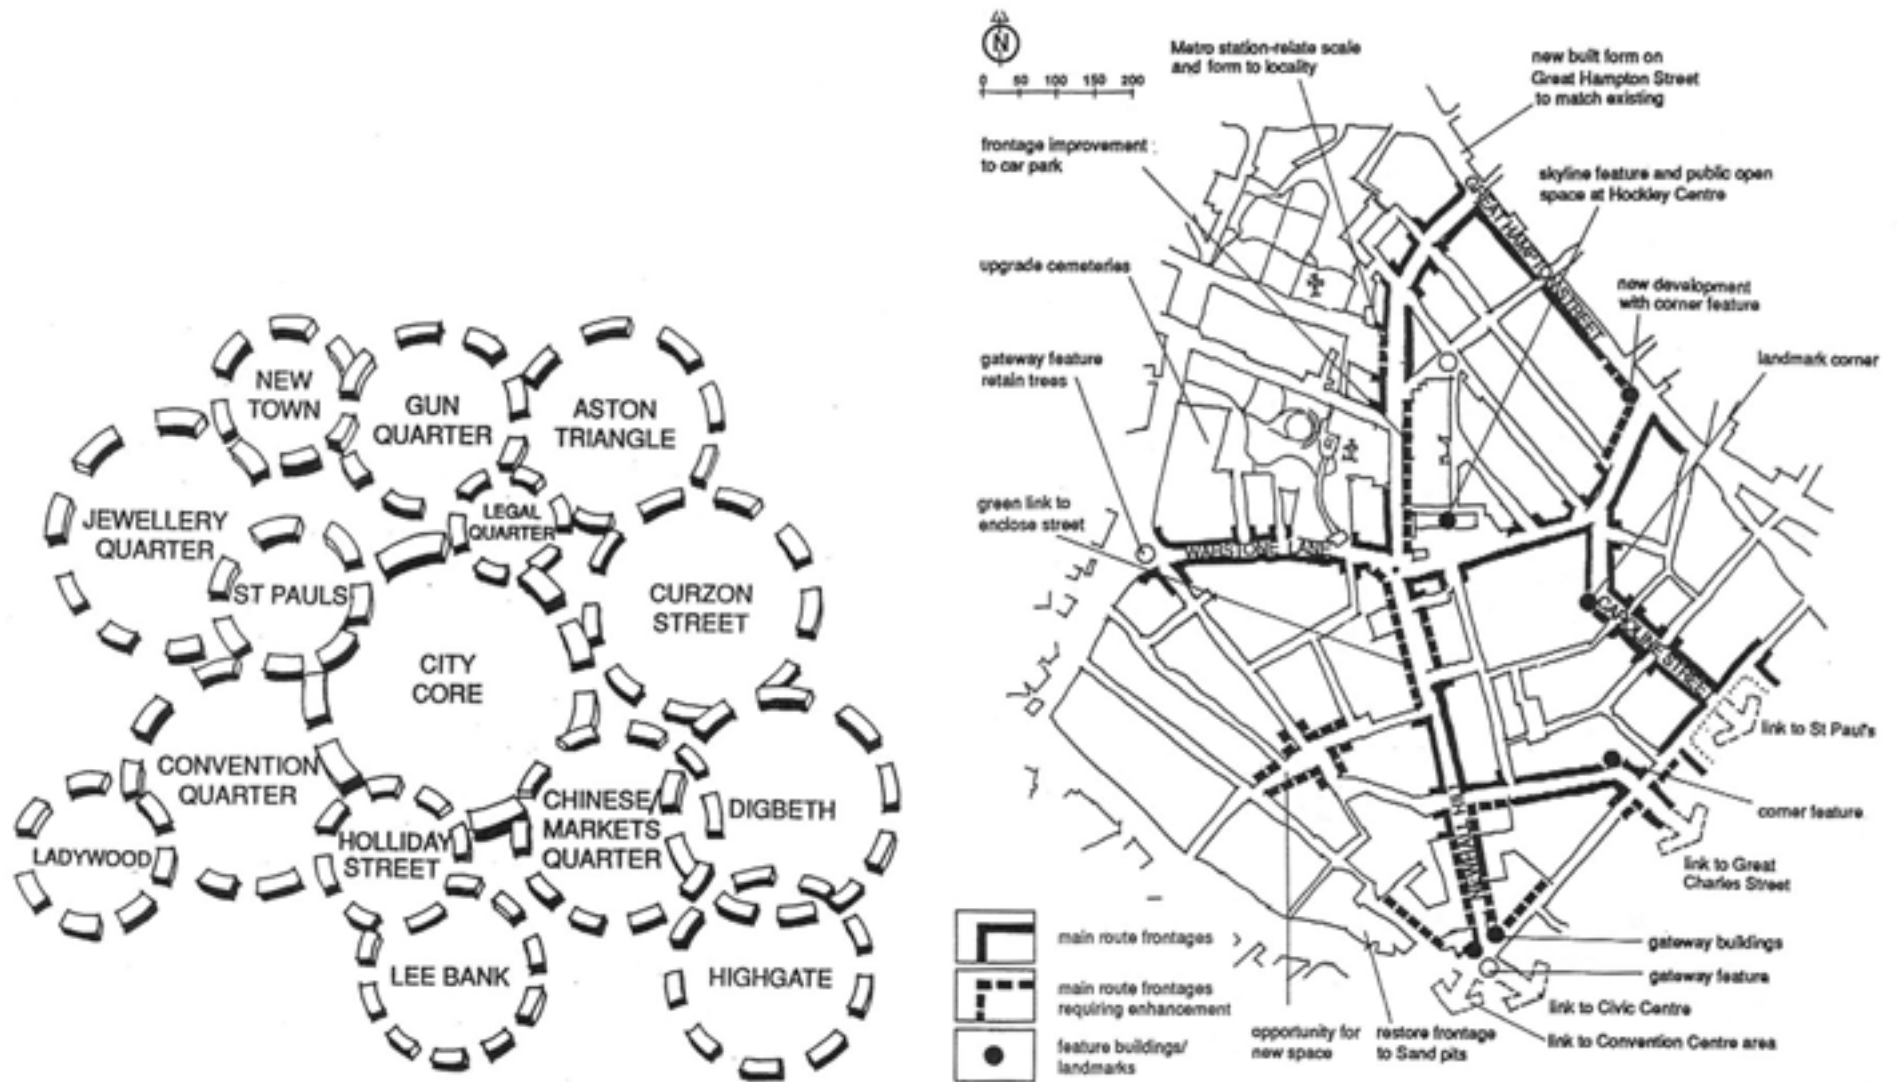 NEW
TOWN
GUN
QUARTER
ASTON
TRIANGLE
JEWELLERY
QUARTER
LEGAL
QUARTER
ST PAULS
CURZON
STREET
CITY
CORE
CONVENTION
QUARTER
CHINESE/
MARKETS
QUARTER
DIGBETH
LADYWOOD
HOLLIDAY
STREET
LEE BANK
HIGHGATE
N
0 50 100 150 200
Metro station-relate scale
and form to locality
new built form on
Great Hampton Street
to match existing
frontage improvement
to car park
skyline feature and public open
space at Hockley Centre
upgrade cemeteries
new development
with corner feature
gateway feature
retain trees
landmark corner
green link to
enclose street
GREAT HAMPTON STREET
WARSTONE LANE
CAROLINE STREET
link to St Paul's
corner feature
link to Great
Charles Street
NEWHALL
gateway buildings
gateway feature
link to Civic Centre
link to Convention Centre area
opportunity for
new space
restore frontage
to Sand pits
main route frontages
main route frontages
requiring enhancement
feature buildings/
landmarks